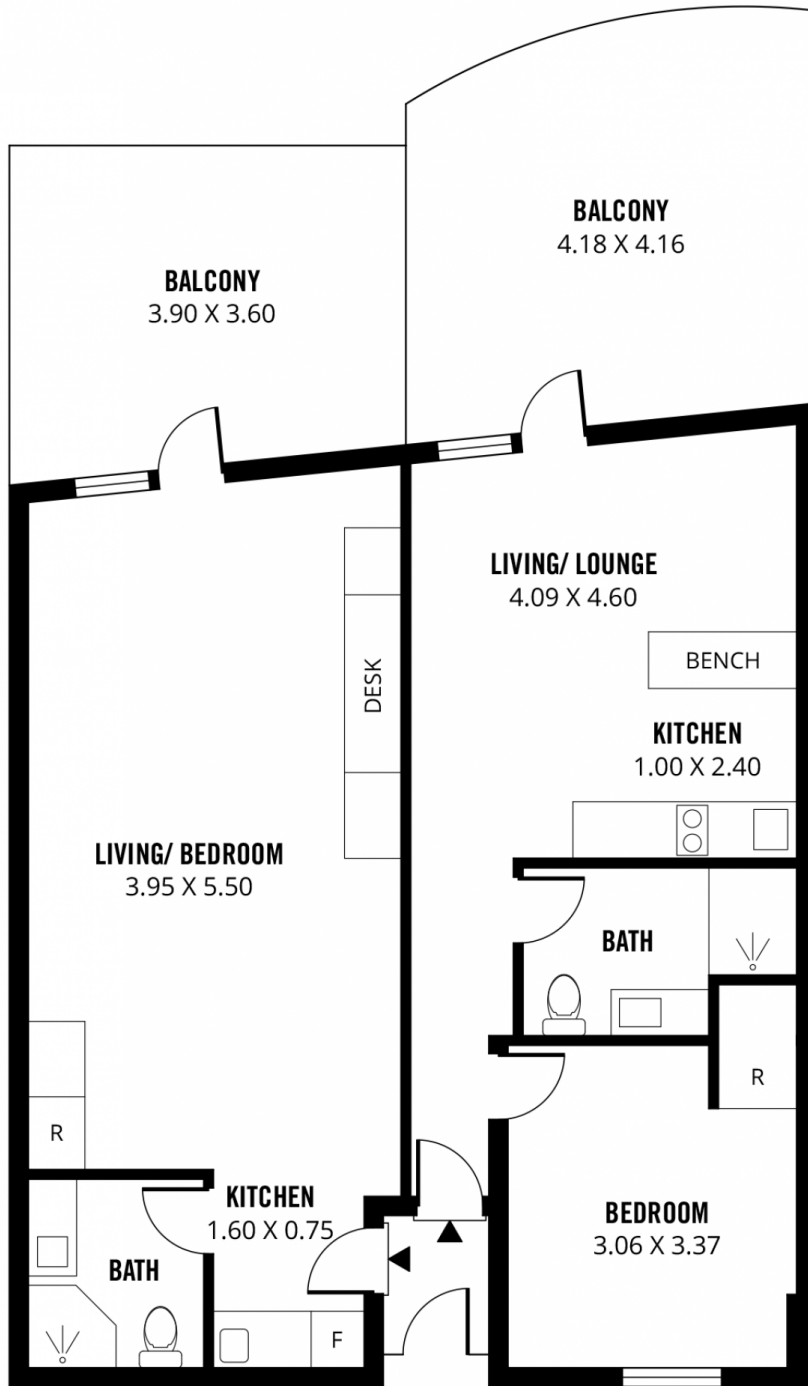 BALCONY
4.18 X 4.16
BALCONY
3.90 X 3.60
LIVING/ LOUNGE
4.09 X 4.60
BENCH
DESK
KITCHEN
1.00 X 2.40
LIVING/ BEDROOM
3.95 X 5.50
BATH
R
R
KITCHEN
1.60 X 0.75
BEDROOM
3.06 X 3.37
BATH
F